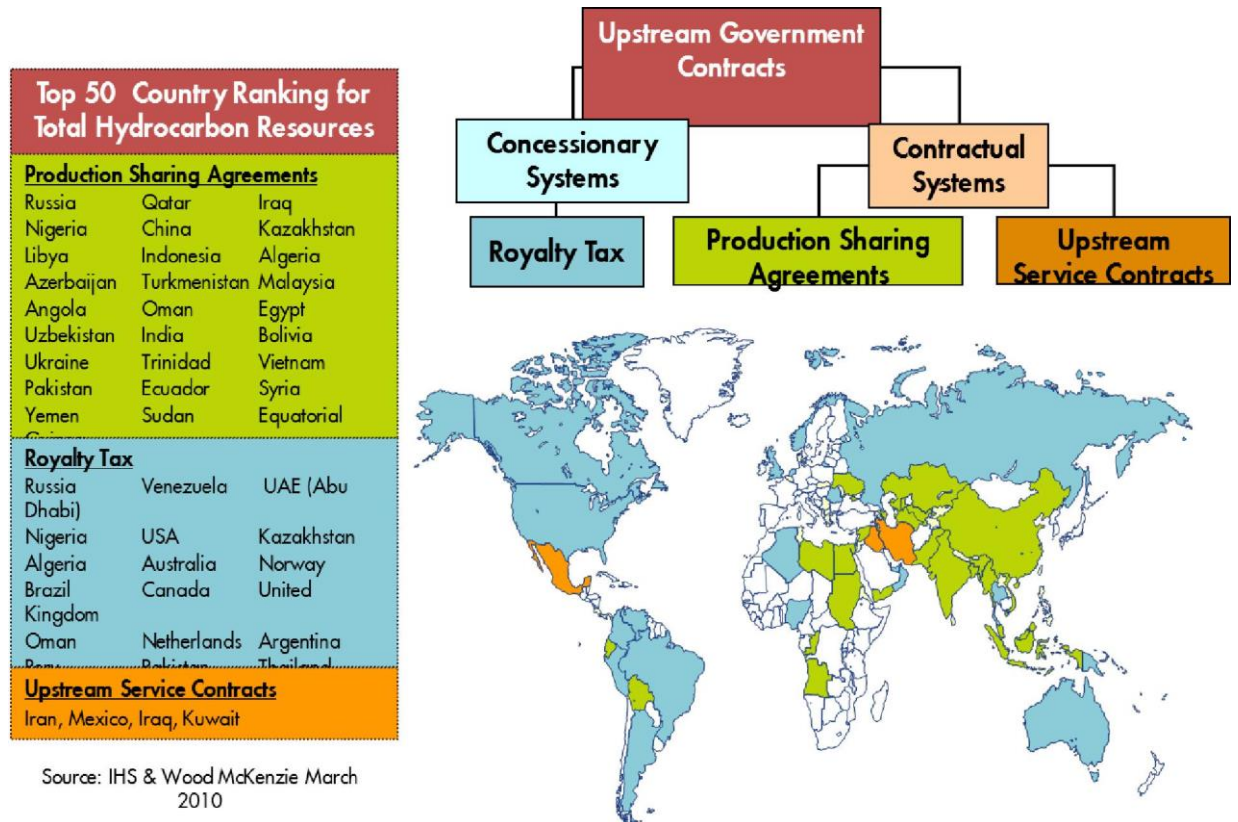 Upstream Government
Contracts
Concessionary
Systems
Contractual
Systems
Royalty Tax
Production Sharing
Agreements
Upstream
Service Contracts
Top 50 Country Ranking for
Total Hydrocarbon Resources
Production Sharing Agreements
Russia Qatar Iraq
Nigeria China Kazakhstan
Libya Indonesia Algeria
Azerbaijan Turkmenistan Malaysia
Angola Oman Egypt
Uzbekistan India Bolivia
Ukraine Trinidad Vietnam
Pakistan Ecuador Syria
Yemen Sudan Equatorial
Royalty Tax
Russia Venezuela UAE (Abu
Dhabi)
Nigeria USA Kazakhstan
Algeria Australia Norway
Brazil Canada United
Kingdom
Oman Netherlands Argentina
Peru Pakistan Thailand
Upstream Service Contracts
Iran, Mexico, Iraq, Kuwait
Source: IHS & Wood McKenzie March
2010